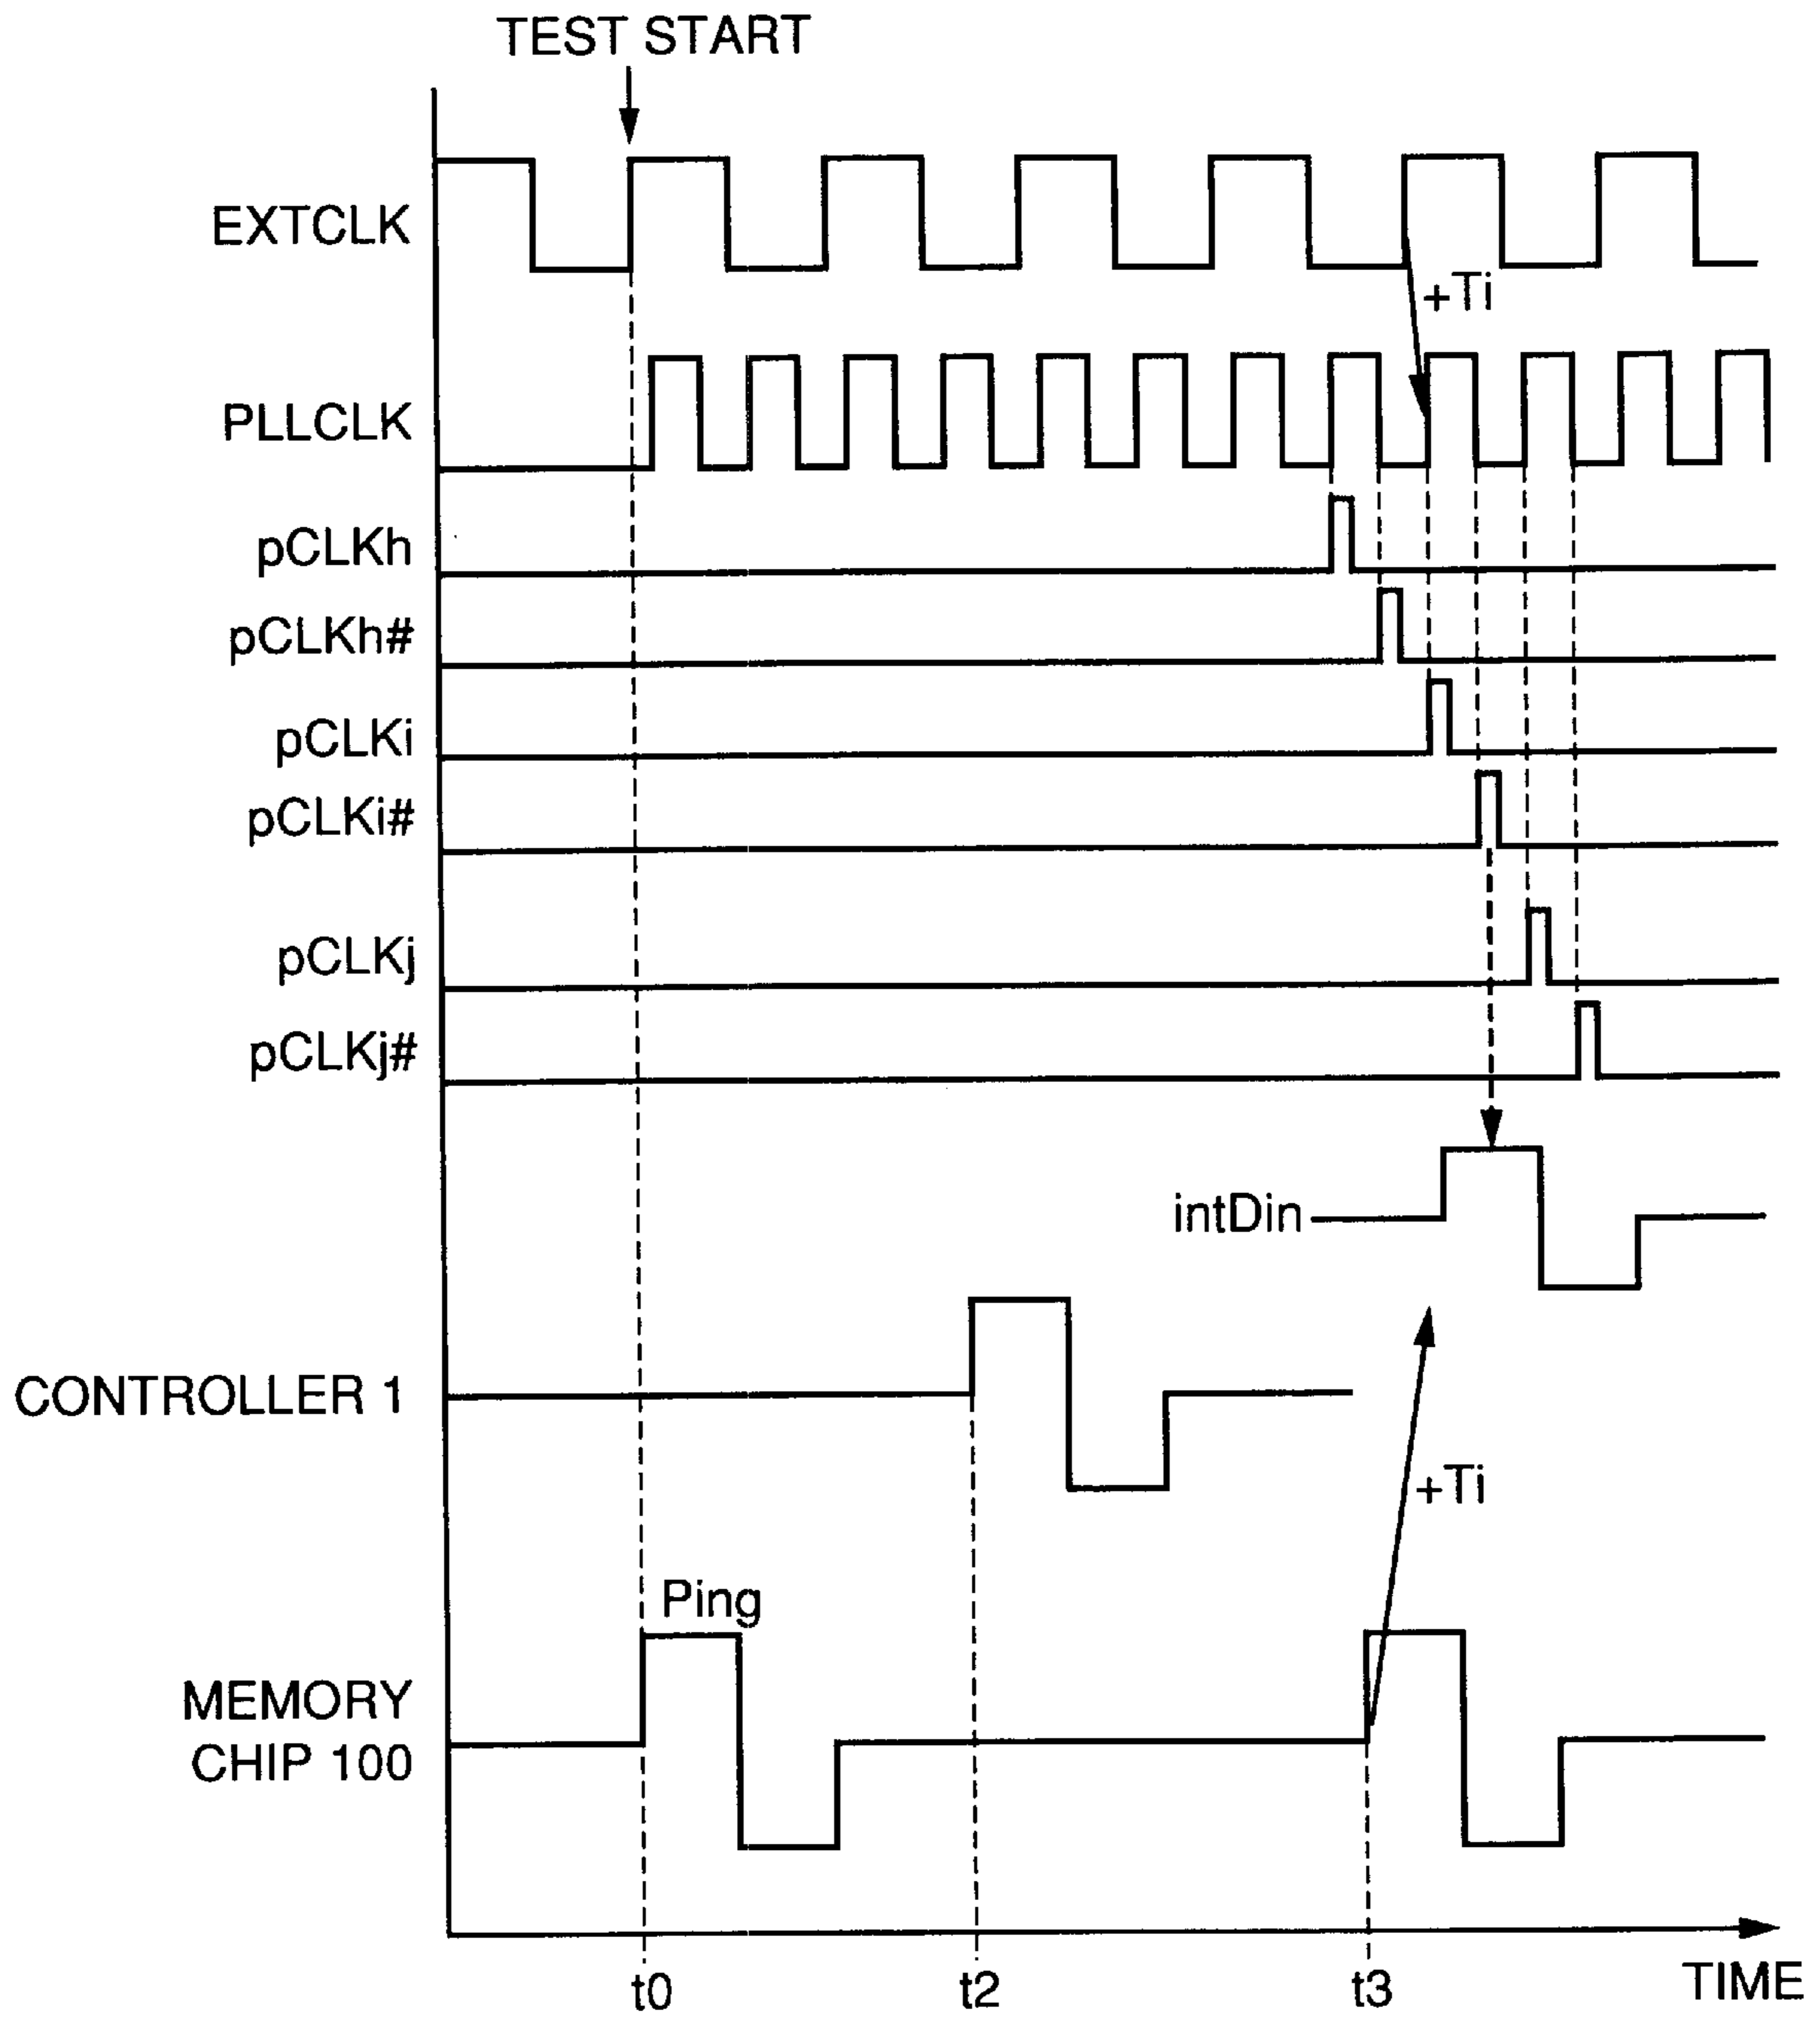 TEST START
EXTCLK
+Ti
PLLCLK
pCLKh
pCLKh#
pCLKi
pCLKi#
pCLKj
pCLKj#
intDin
CONTROLLER 1
+Ti
Ping
MEMORY
CHIP 100
t0
t2
t3
TIME